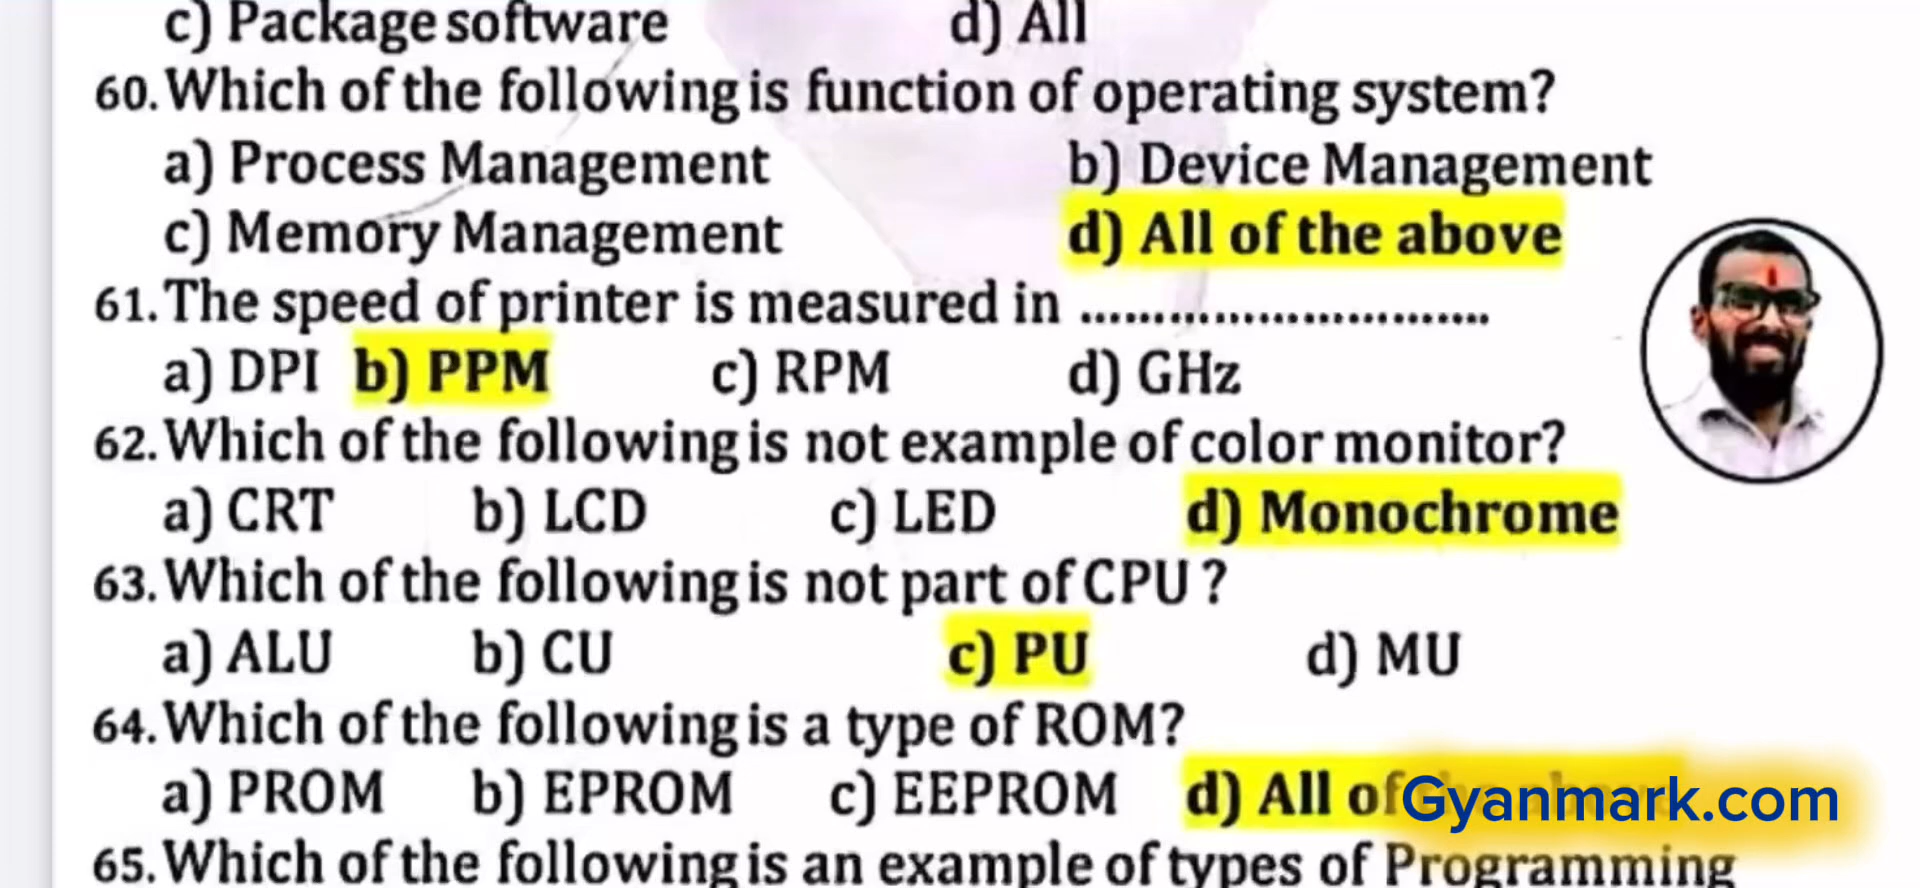 c) Package software d) All
60. Which of the following is function of operating system?
a) Process Management b) Device Management
c) Memory Management d) All of the above
61. The speed of printer is measured in ............................
a) DPI b) PPM c) RPM d) GHz
62. Which of the following is not example of color monitor?
a) CRT b) LCD c) LED d) Monochrome
63. Which of the following is not part of CPU ?
a) ALU b) CU c) PU d) MU
64. Which of the following is a type of ROM?
a) PROM b) EPROM c) EEPROM d) All of
Gyanmark.com
65. Which of the following is an example of types of Programming